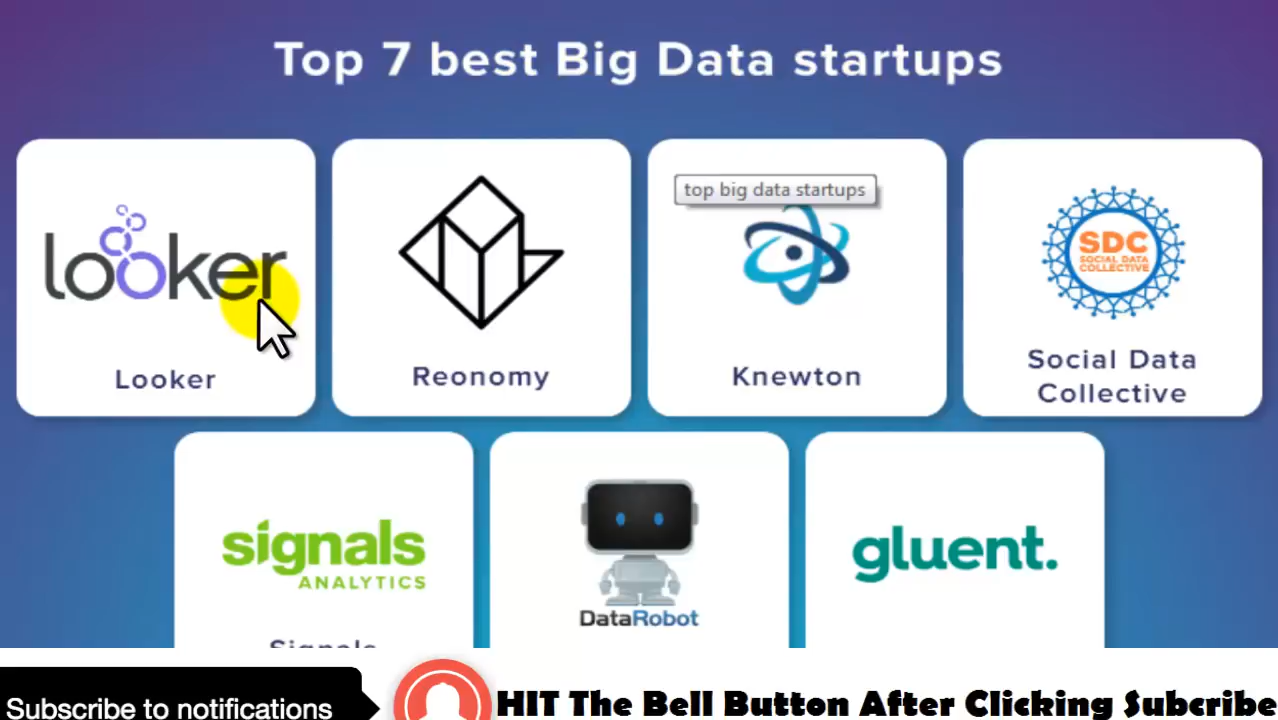 Top 7 best Big Data startups
top big data startups
looker
SDC
SOCIAL DATA
COLLECTIVE
Looker
Reonomy
Knewton
Social Data
Collective
signals
ANALYTICS
DataRobot
gluent.
Signals
Subscribe to notifications
HIT The Bell Button After Clicking Subcribe